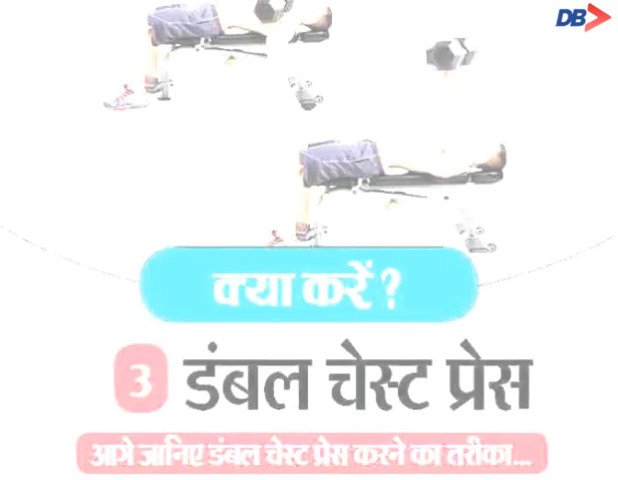 DB
क्या करें?
3 डंबल चेस्ट प्रेस
आगे जानिए डंबल चेस्ट प्रेस करने का तरीका...